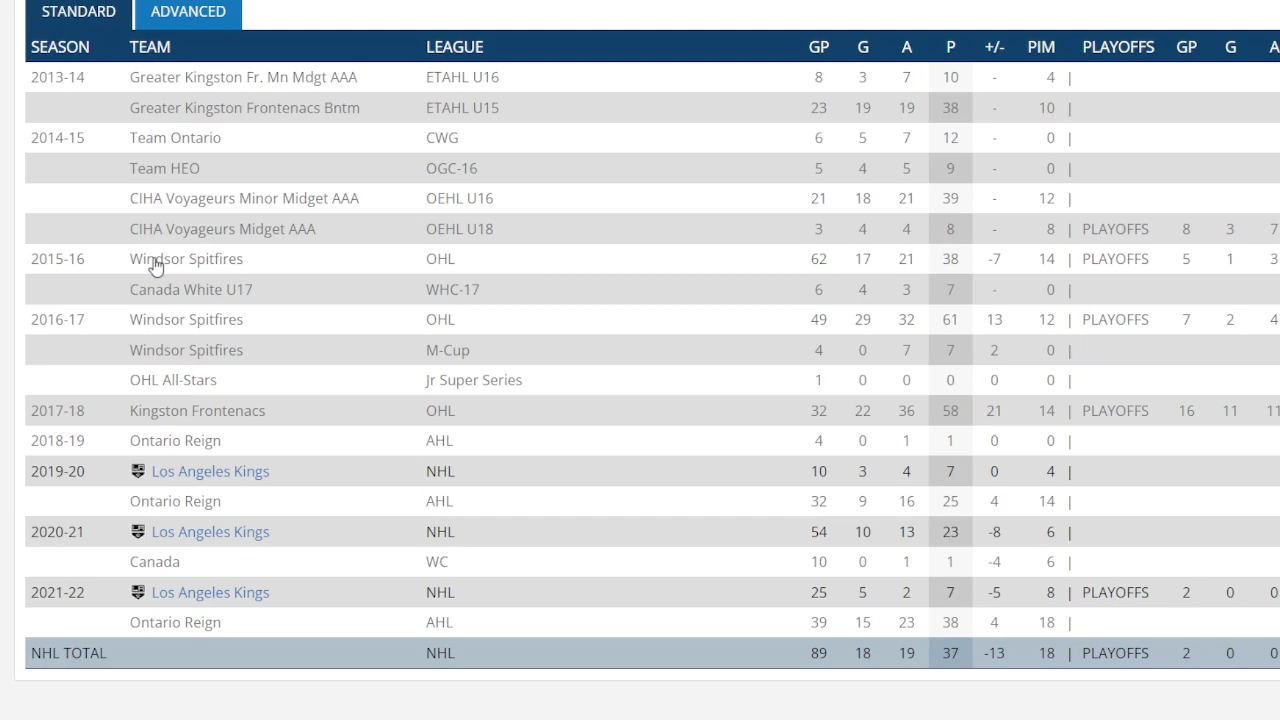 STANDARD ADVANCED
SEASON TEAM LEAGUE GP G A P +/- PIM PLAYOFFS GP G A
2013-14 Greater Kingston Fr. Mn Mdgt AAA ETAHL U16 8 3 7 10 - 4 |
Greater Kingston Frontenacs Bntm ETAHL U15 23 19 19 38 - 10 |
2014-15 Team Ontario CWG 6 5 7 12 - 0 |
Team HEO OGC-16 5 4 5 9 - 0 |
CIHA Voyageurs Minor Midget AAA OEHL U16 21 18 21 39 - 12 |
CIHA Voyageurs Midget AAA OEHL U18 3 4 4 8 - 8 | PLAYOFFS 8 3 7
2015-16 Windsor Spitfires OHL 62 17 21 38 -7 14 | PLAYOFFS 5 1 3
Canada White U17 WHC-17 6 4 3 7 - 0 |
2016-17 Windsor Spitfires OHL 49 29 32 61 13 12 | PLAYOFFS 7 2 4
Windsor Spitfires M-Cup 4 0 7 7 2 0 |
OHL All-Stars Jr Super Series 1 0 0 0 0 0 |
2017-18 Kingston Frontenacs OHL 32 22 36 58 21 14 | PLAYOFFS 16 11 11
2018-19 Ontario Reign AHL 4 0 1 1 0 0 |
2019-20 Los Angeles Kings NHL 10 3 4 7 0 4 |
Ontario Reign AHL 32 9 16 25 4 14 |
2020-21 Los Angeles Kings NHL 54 10 13 23 -8 6 |
Canada WC 10 0 1 1 -4 6 |
2021-22 Los Angeles Kings NHL 25 5 2 7 -5 8 | PLAYOFFS 2 0 0
Ontario Reign AHL 39 15 23 38 4 18 |
NHL TOTAL NHL 89 18 19 37 -13 18 | PLAYOFFS 2 0 0